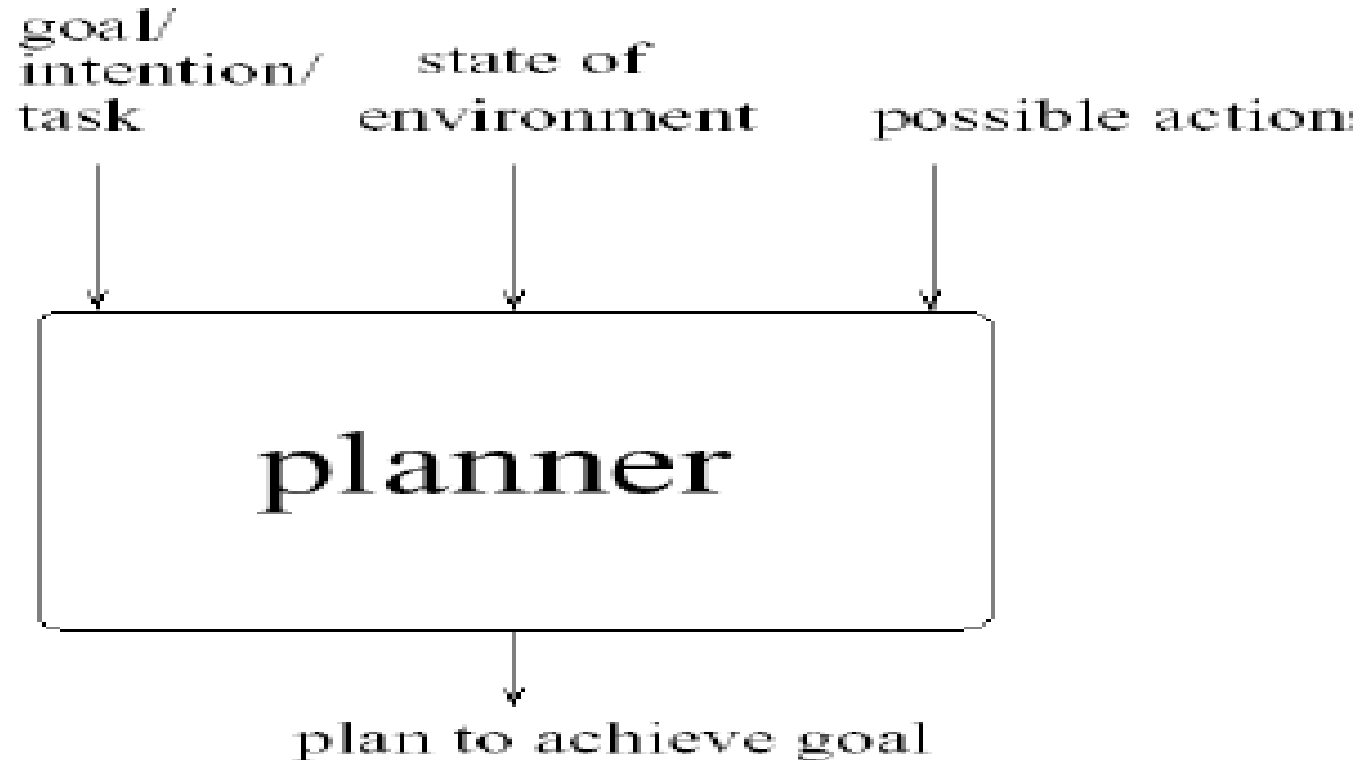 goal/
intention/
task
state of
environment
possible action
planner
plan to achieve goal